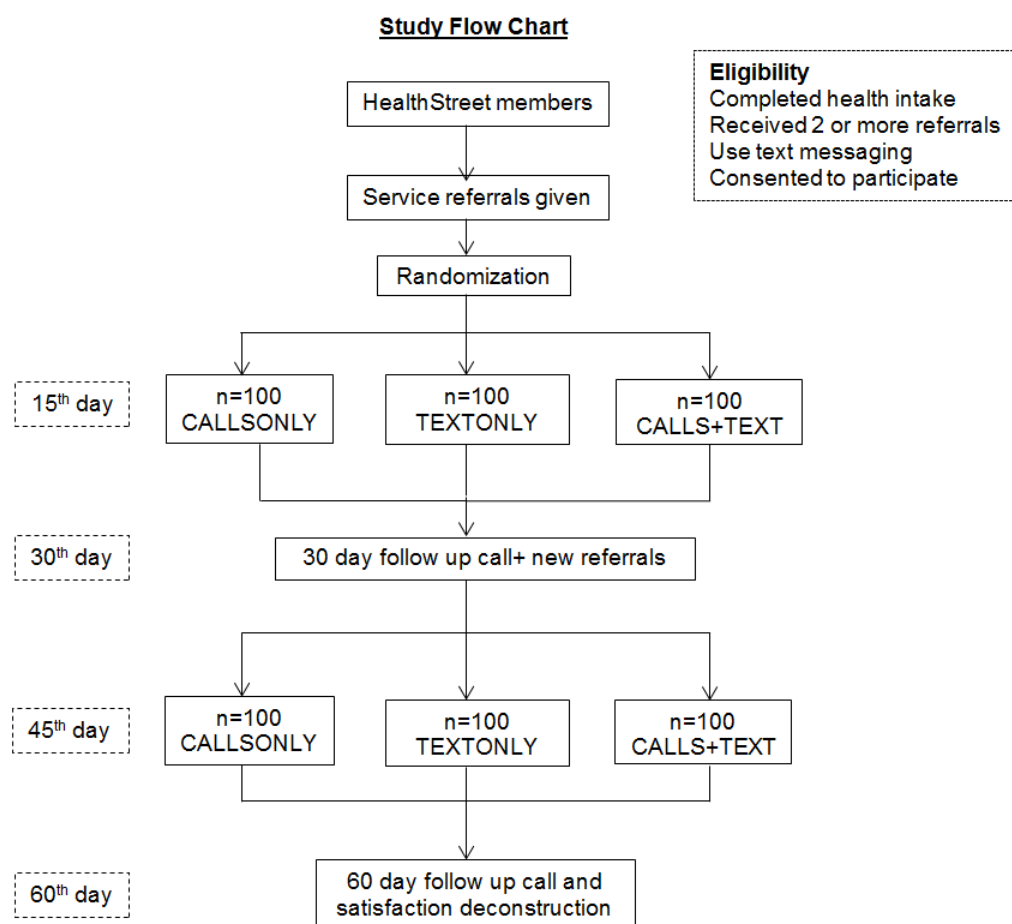 Study Flow Chart
HealthStreet members
Eligibility
Completed health intake
Received 2 or more referrals
Use text messaging
Consented to participate
Service referrals given
Randomization
15th day
n=100
CALLSONLY
n=100
TEXTONLY
n=100
CALLS+TEXT
30th day
30 day follow up call+ new referrals
45th day
n=100
CALLSONLY
n=100
TEXTONLY
n=100
CALLS+TEXT
60th day
60 day follow up call and
satisfaction deconstruction